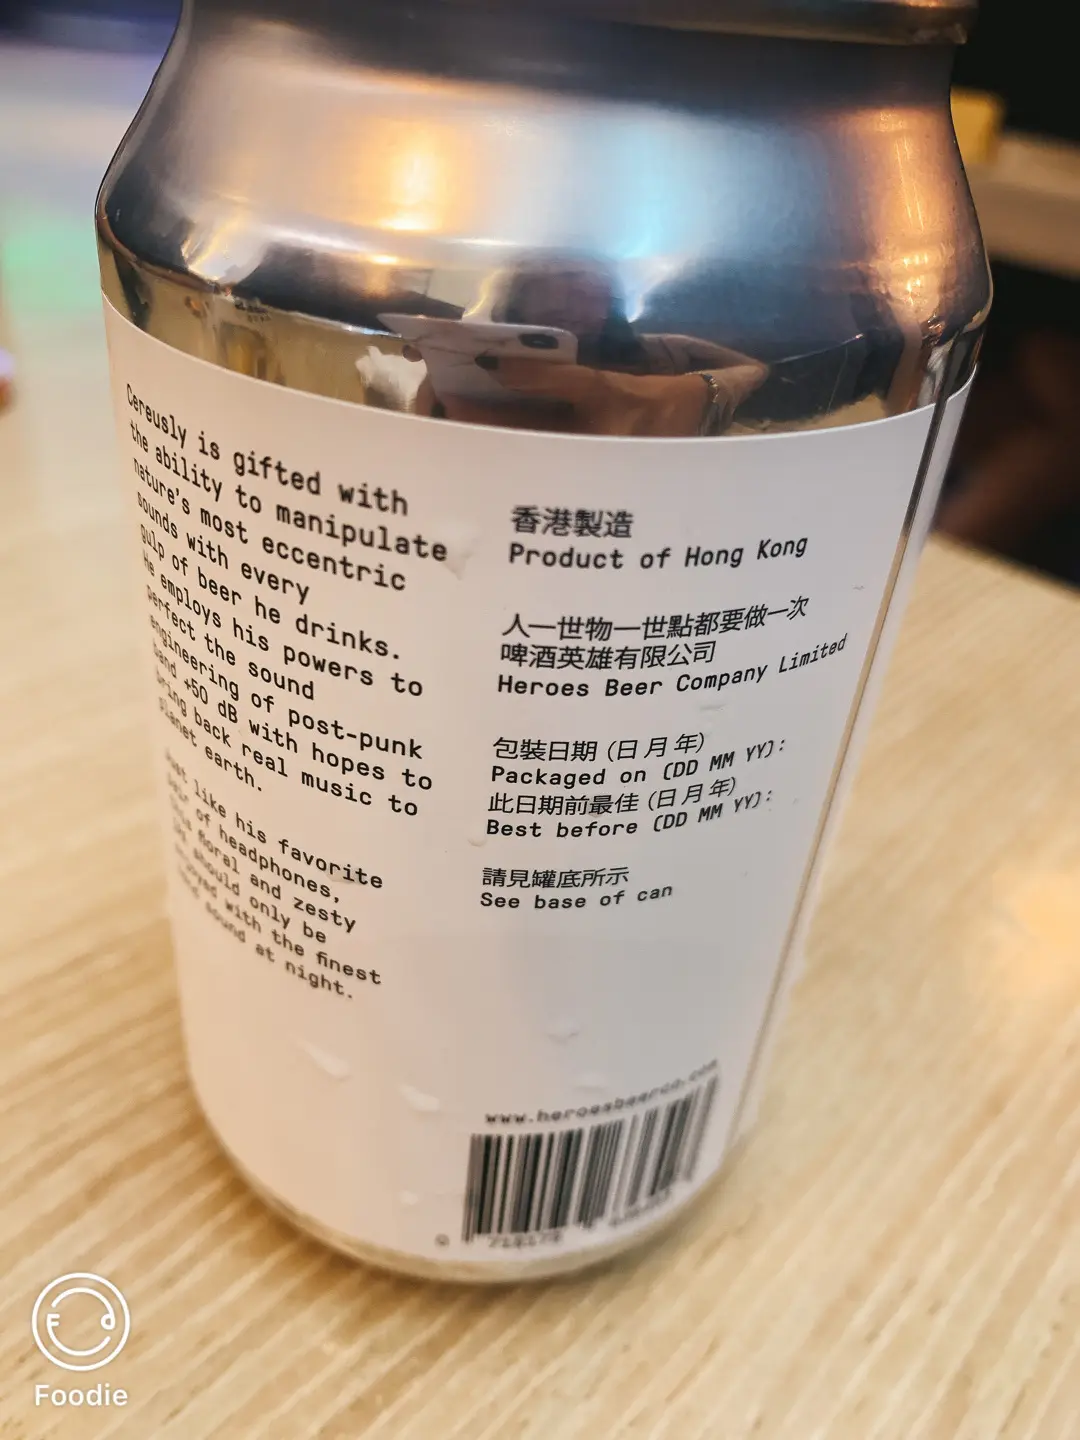 Cereusly is gifted with
the ability to manipulate
nature's most eccentric
sounds with every
gulp of beer he drinks.
He employs his powers to
perfect the sound
engineering of post-punk
band +50 dB with hopes to
bring back real music to
planet earth.
Just like his favorite
pair of headphones,
this floral and zesty
should only be
enjoyed with the finest
sound at night.
香港製造
Product of Hong Kong
人一世物一世點都要做一次
啤酒英雄有限公司
Heroes Beer Company Limited
包裝日期 (日月年)
Packaged on (DD MM YY):
此日期前最佳 (日月年)
Best before (DD MM YY):
請見罐底所示
See base of can
www.heroesbeerco.com
0
Foodie